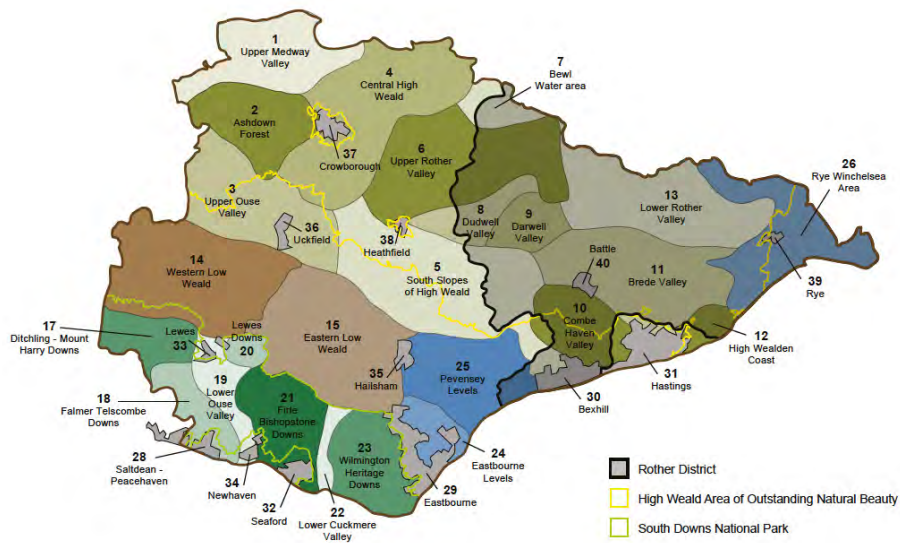 1
Upper Medway
Valley
2
Ashdown
Forest
4
Central High
Weald
7
Bewl
Water area
37
Crowborough
6
Upper Rother
Valley
3
Upper Ouse
Valley
36
Uckfield
38
Heathfield
8
Dudwell
Valley
9
Darwell
Valley
13
Lower Rother
Valley
26
Rye Winchelsea
Area
14
Western Low
Weald
5
South Slopes
of High Weald
Battle
40
11
Brede Valley
39
Rye
17
Ditchling - Mount
Harry Downs
Lewes
33
Lewes
Downs
20
15
Eastern Low
Weald
35
Hailsham
25
Pevensey
Levels
10
Combe
Haven
Valley
12
High Wealden
Coast
31
Hastings
30
Bexhill
18
Falmer Telscombe
Downs
19
Lower
Ouse
Valley
21
Firle
Bishopstone
Downs
23
Wilmington
Heritage
Downs
24
Eastbourne
Levels
28
Saltdean -
Peacehaven
34
Newhaven
32
Seaford
22
Lower Cuckmere
Valley
29
Eastbourne
Rother District
High Weald Area of Outstanding Natural Beauty
South Downs National Park